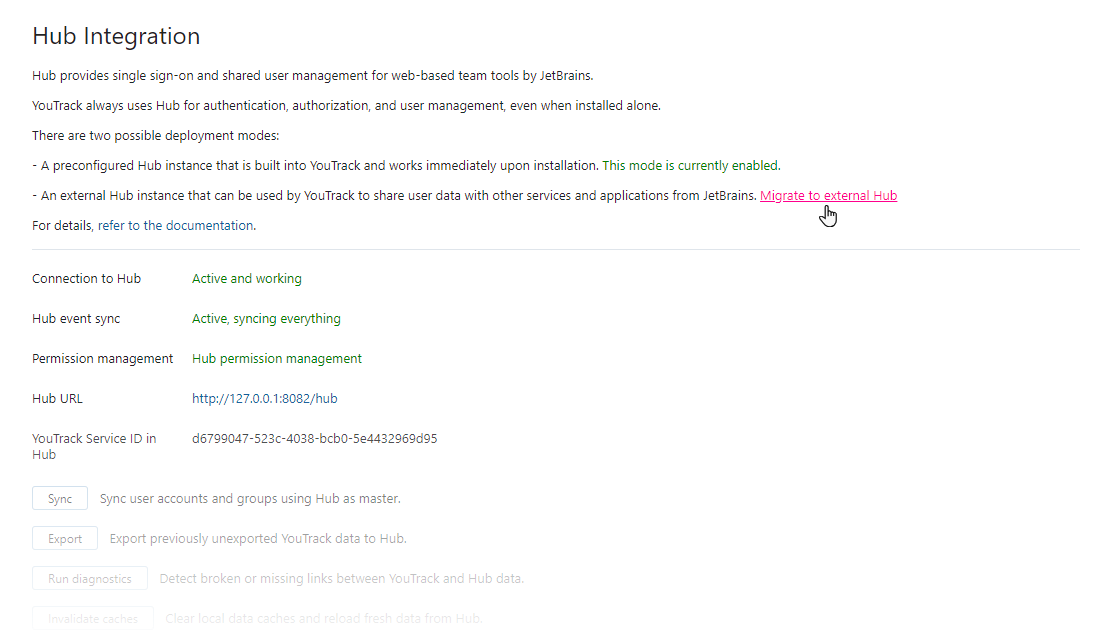 Hub Integration
Hub provides single sign-on and shared user management for web-based team tools by JetBrains.
YouTrack always uses Hub for authentication, authorization, and user management, even when installed alone.
There are two possible deployment modes:
- A preconfigured Hub instance that is built into YouTrack and works immediately upon installation. This mode is currently enabled.
- An external Hub instance that can be used by YouTrack to share user data with other services and applications from JetBrains. Migrate to external Hub
For details, refer to the documentation.
Connection to Hub Active and working
Hub event sync Active, syncing everything
Permission management Hub permission management
Hub URL http://127.0.0.1:8082/hub
YouTrack Service ID in d6799047-523c-4038-bcb0-5e4432969d95
Hub
Sync Sync user accounts and groups using Hub as master.
Export Export previously unexported YouTrack data to Hub.
Run diagnostics Detect broken or missing links between YouTrack and Hub data.
Invalidate caches Clear local data caches and reload fresh data from Hub.